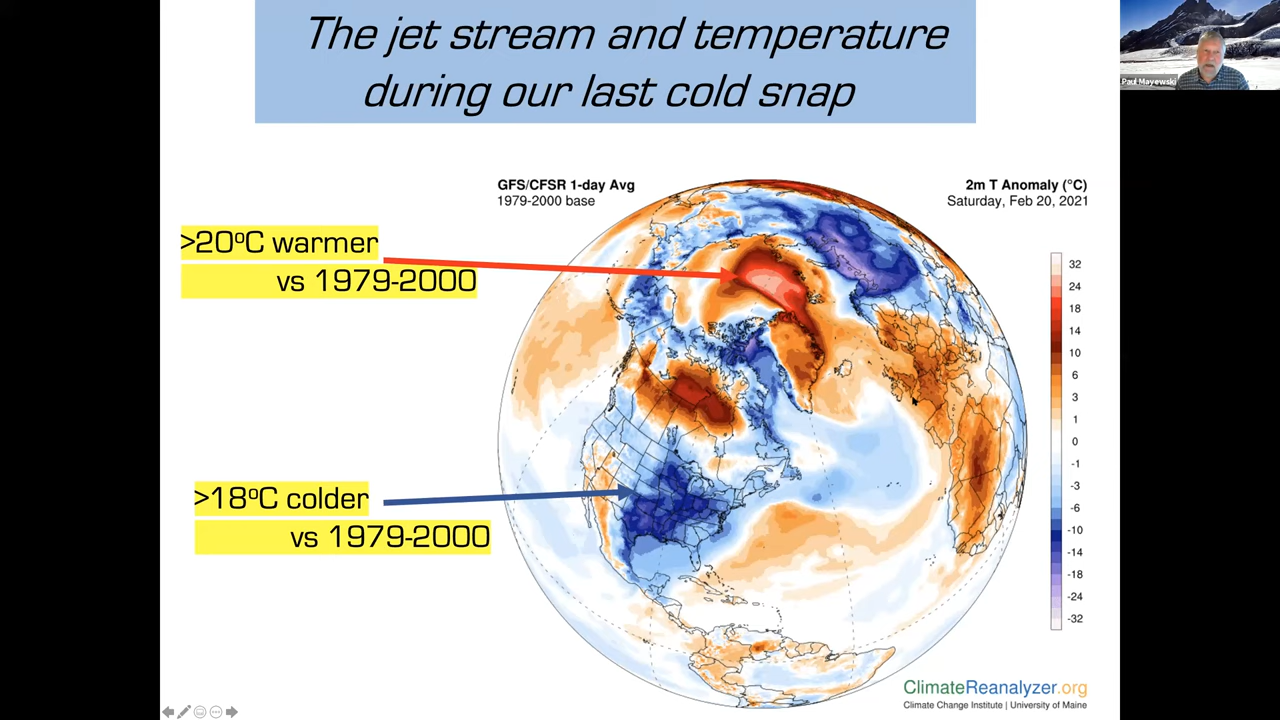 The jet stream and temperature
during our last cold snap
Paul Mayewski
GFS/CFSR 1-day Avg
1979-2000 base
2m T Anomaly (°C)
Saturday, Feb 20, 2021
>20ºC warmer
vs 1979-2000
>18ºC colder
vs 1979-2000
32
24
18
14
10
6
3
1
0
-1
-3
-6
-10
-14
-18
-24
-32
ClimateReanalyzer.org
Climate Change Institute | University of Maine